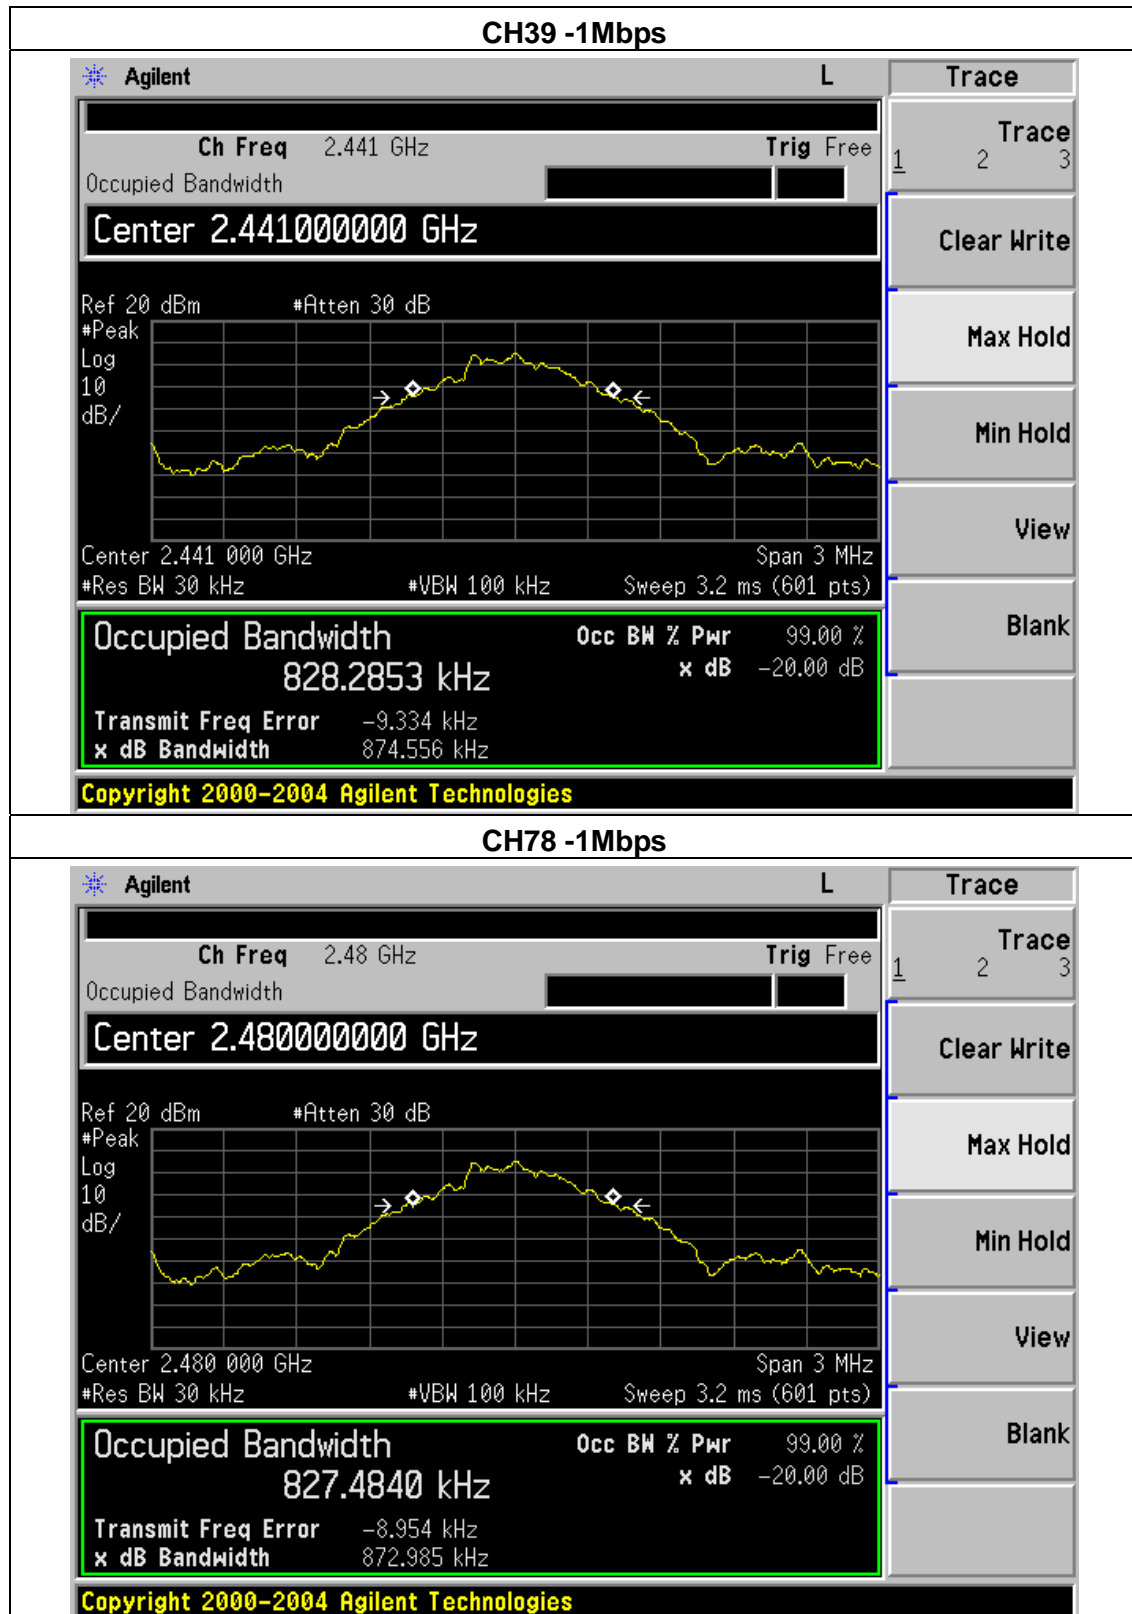 CH39 -1Mbps
Agilent L Trace
Ch Freq 2.441 GHz Trig Free
Trace
1 2 3
Occupied Bandwidth
Center 2.441000000 GHz
Clear Write
Ref 20 dBm #Atten 30 dB
#Peak
Log
10
dB/
Max Hold
Min Hold
View
Center 2.441 000 GHz Span 3 MHz
#Res BW 30 kHz #VBW 100 kHz Sweep 3.2 ms (601 pts)
Blank
Occupied Bandwidth Occ BW % Pwr 99.00 %
828.2853 kHz x dB -20.00 dB
Transmit Freq Error -9.334 kHz
x dB Bandwidth 874.556 kHz
Copyright 2000-2004 Agilent Technologies
CH78 -1Mbps
Agilent L Trace
Ch Freq 2.48 GHz Trig Free
Trace
1 2 3
Occupied Bandwidth
Center 2.480000000 GHz
Clear Write
Ref 20 dBm #Atten 30 dB
#Peak
Log
10
dB/
Max Hold
Min Hold
View
Center 2.480 000 GHz Span 3 MHz
#Res BW 30 kHz #VBW 100 kHz Sweep 3.2 ms (601 pts)
Blank
Occupied Bandwidth Occ BW % Pwr 99.00 %
827.4840 kHz x dB -20.00 dB
Transmit Freq Error -8.954 kHz
x dB Bandwidth 872.985 kHz
Copyright 2000-2004 Agilent Technologies